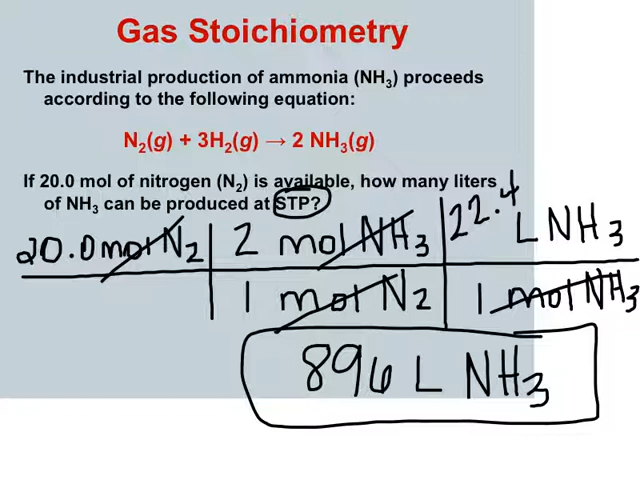 Gas Stoichiometry
The industrial production of ammonia (NH₃) proceeds
according to the following equation:
N₂(g) + 3H₂(g) → 2 NH₃(g)
If 20.0 mol of nitrogen (N₂) is available, how many liters
of NH₃ can be produced at STP?
20.0 mol N₂ 2 mol NH₃ 22.4 L NH₃
1 mol N₂ 1 mol NH₃
896 L NH₃